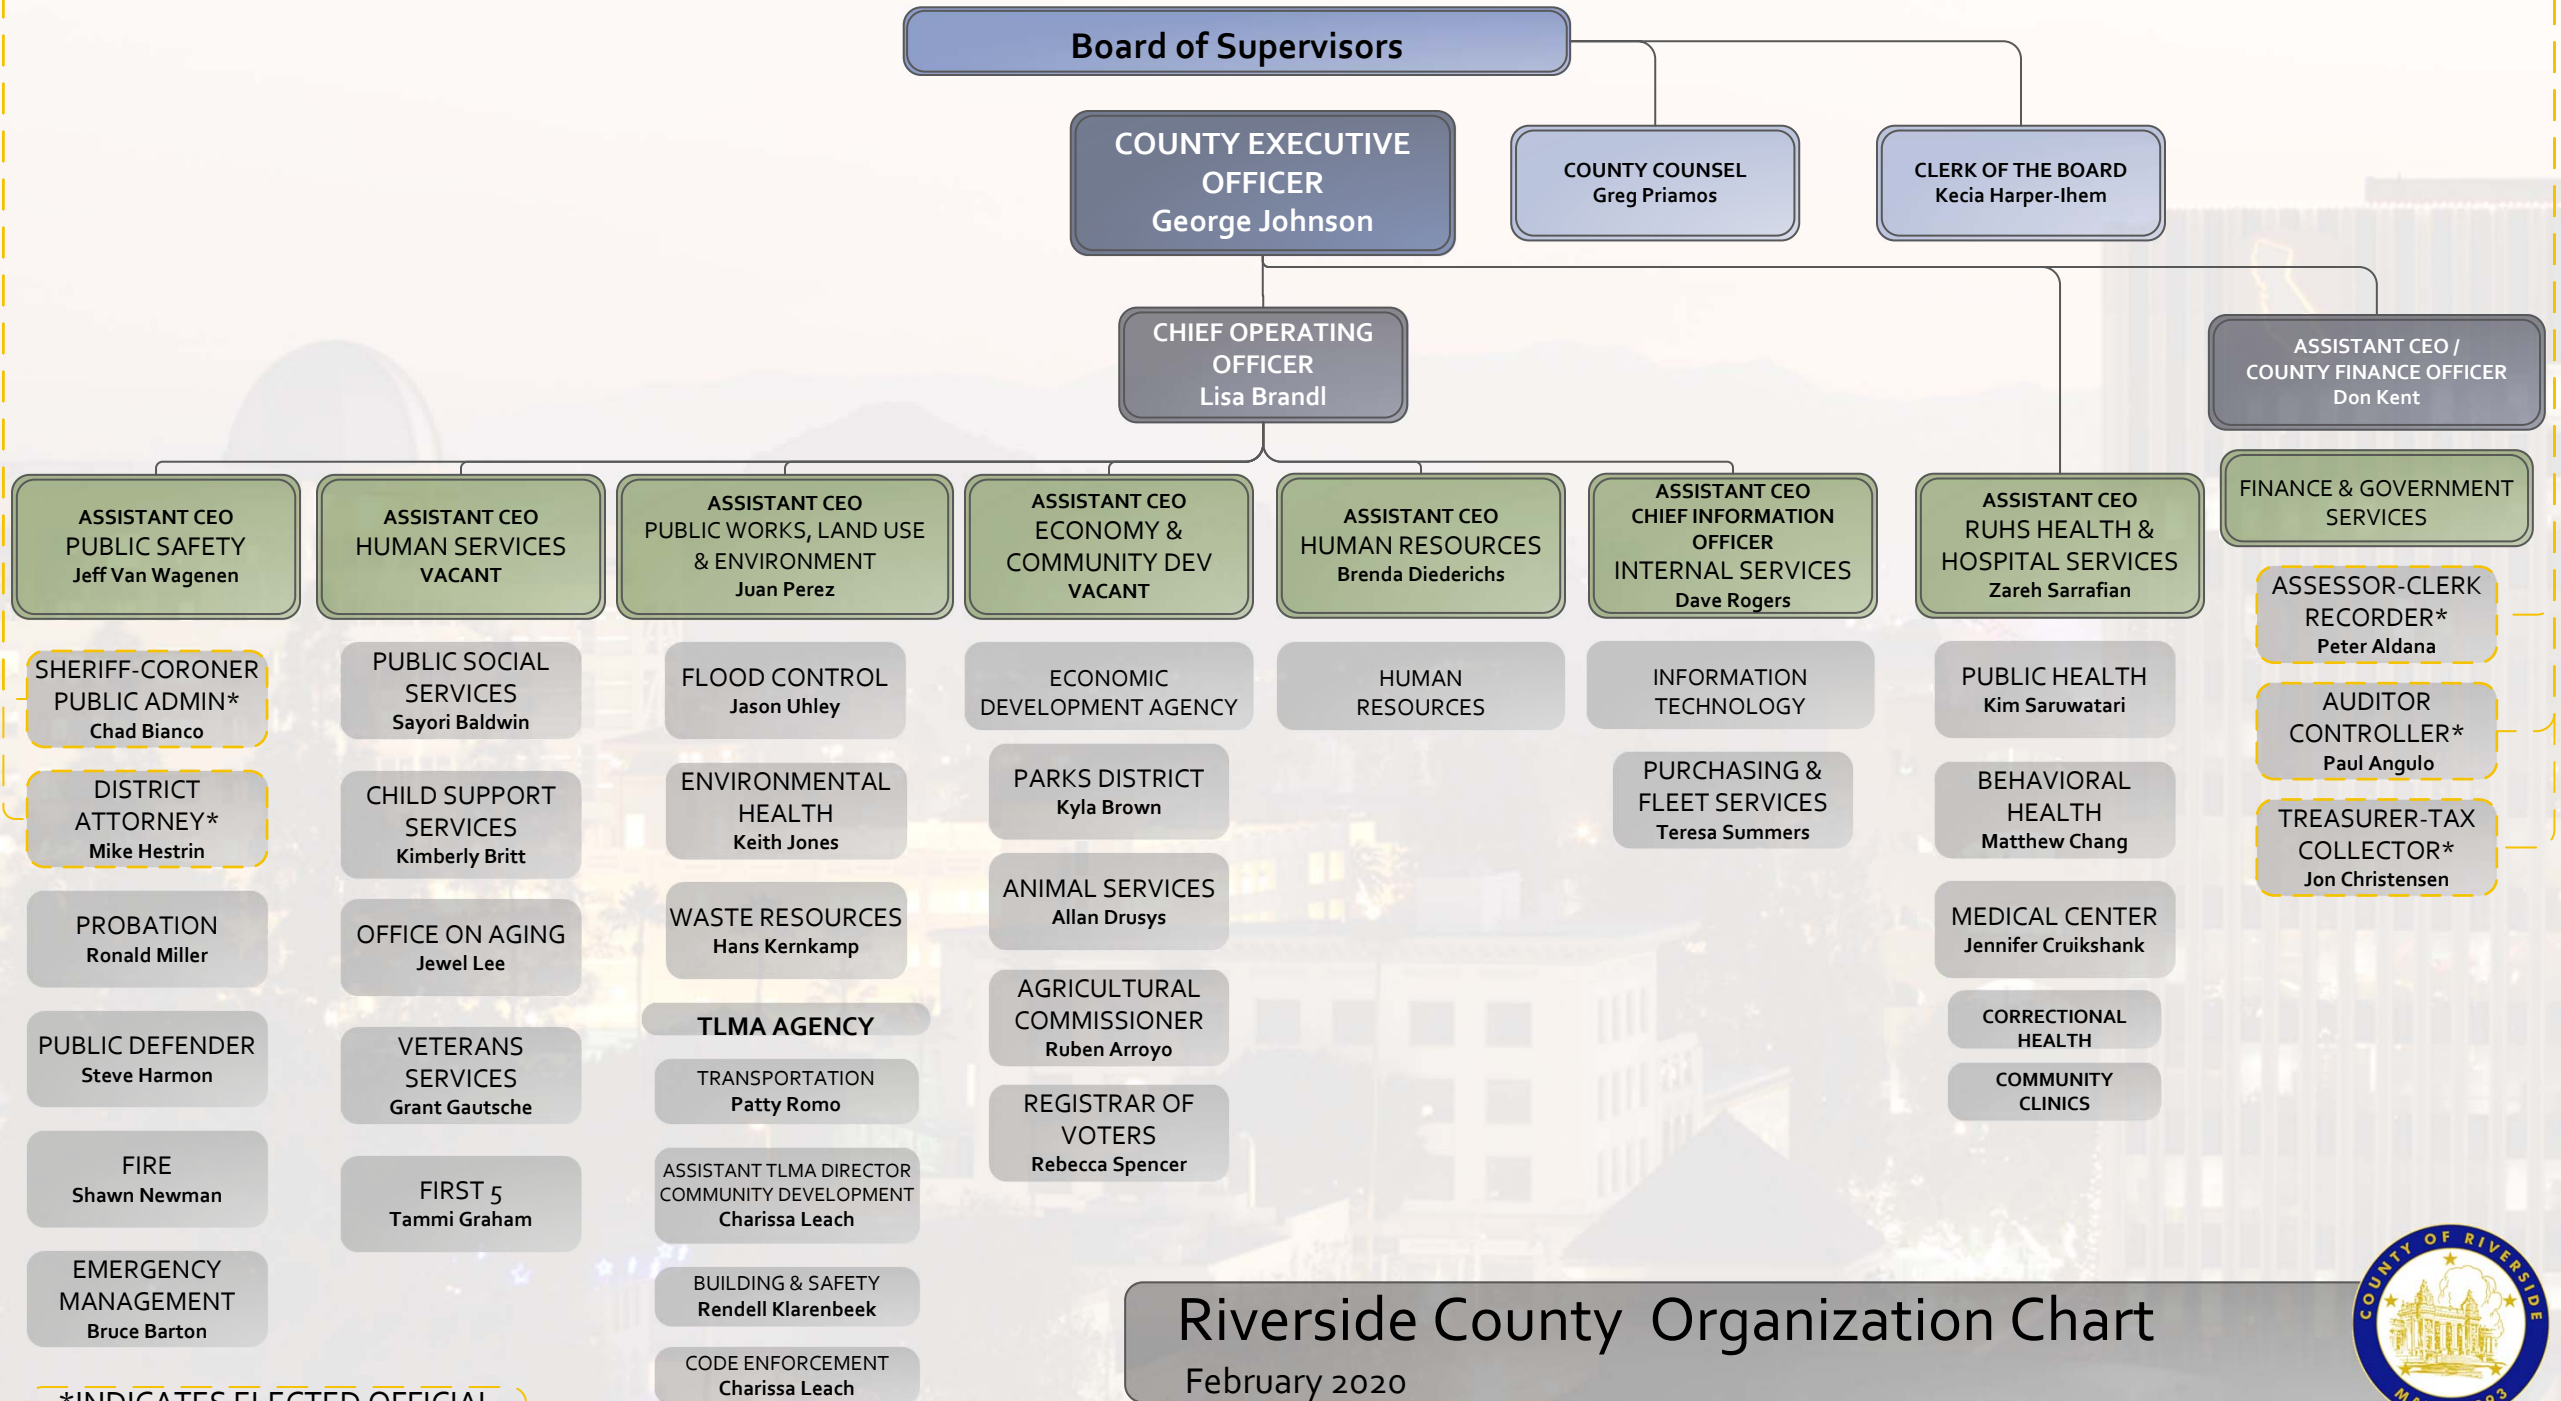 Board of Supervisors
COUNTY EXECUTIVE
OFFICER
George Johnson
COUNTY COUNSEL
Greg Priamos
CLERK OF THE BOARD
Kecia Harper-Ihem
CHIEF OPERATING
OFFICER
Lisa Brandl
ASSISTANT CEO /
COUNTY FINANCE OFFICER
Don Kent
ASSISTANT CEO
PUBLIC SAFETY
Jeff Van Wagenen
SHERIFF-CORONER
PUBLIC ADMIN*
Chad Bianco
DISTRICT
ATTORNEY*
Mike Hestrin
PROBATION
Ronald Miller
PUBLIC DEFENDER
Steve Harmon
FIRE
Shawn Newman
EMERGENCY
MANAGEMENT
Bruce Barton
*INDICATES ELECTED OFFICIAL
ASSISTANT CEO
HUMAN SERVICES
VACANT
PUBLIC SOCIAL
SERVICES
Sayori Baldwin
CHILD SUPPORT
SERVICES
Kimberly Britt
OFFICE ON AGING
Jewel Lee
VETERANS
SERVICES
Grant Gautsche
FIRST 5
Tammi Graham
ASSISTANT CEO
PUBLIC WORKS, LAND USE
& ENVIRONMENT
Juan Perez
FLOOD CONTROL
Jason Uhley
ENVIRONMENTAL
HEALTH
Keith Jones
WASTE RESOURCES
Hans Kernkamp
TLMA AGENCY
TRANSPORTATION
Patty Romo
ASSISTANT TLMA DIRECTOR
COMMUNITY DEVELOPMENT
Charissa Leach
BUILDING & SAFETY
Rendell Klarenbeek
CODE ENFORCEMENT
Charissa Leach
ASSISTANT CEO
ECONOMY &
COMMUNITY DEV
VACANT
ECONOMIC
DEVELOPMENT AGENCY
PARKS DISTRICT
Kyla Brown
ANIMAL SERVICES
Allan Drusys
AGRICULTURAL
COMMISSIONER
Ruben Arroyo
REGISTRAR OF
VOTERS
Rebecca Spencer
ASSISTANT CEO
HUMAN RESOURCES
Brenda Diederichs
HUMAN
RESOURCES
ASSISTANT CEO
CHIEF INFORMATION
OFFICER
INTERNAL SERVICES
Dave Rogers
INFORMATION
TECHNOLOGY
PURCHASING &
FLEET SERVICES
Teresa Summers
ASSISTANT CEO
RUHS HEALTH &
HOSPITAL SERVICES
Zareh Sarrafian
PUBLIC HEALTH
Kim Saruwatari
BEHAVIORAL
HEALTH
Matthew Chang
MEDICAL CENTER
Jennifer Cruikshank
CORRECTIONAL
HEALTH
COMMUNITY
CLINICS
FINANCE & GOVERNMENT
SERVICES
ASSESSOR-CLERK
RECORDER*
Peter Aldana
AUDITOR
CONTROLLER*
Paul Angulo
TREASURER-TAX
COLLECTOR*
Jon Christensen
Riverside County Organization Chart
February 2020
COUNTY OF RIVERSIDE